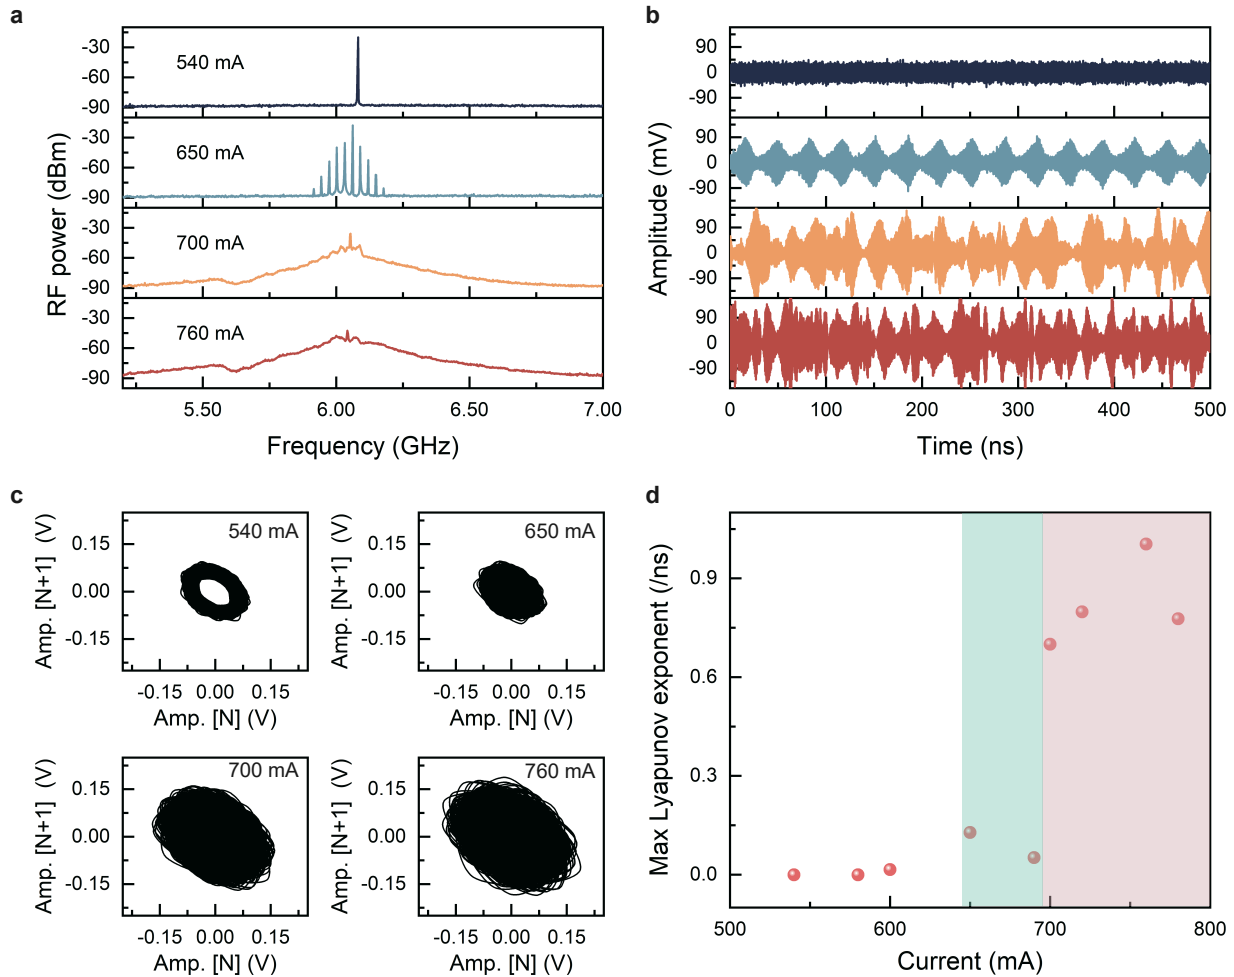 a
-30
-60
-90
540 mA
-30
-60
-90
650 mA
-30
-60
-90
700 mA
-30
-60
-90
760 mA
RF power (dBm)
5.50 6.00 6.50 7.00
Frequency (GHz)
b
90
0
-90
90
0
-90
90
0
-90
90
0
-90
Amplitude (mV)
0 100 200 300 400 500
Time (ns)
c
540 mA
0.15
0.00
-0.15
Amp. [N+1] (V)
-0.15 0.00 0.15
Amp. [N] (V)
650 mA
0.15
0.00
-0.15
Amp. [N+1] (V)
-0.15 0.00 0.15
Amp. [N] (V)
700 mA
0.15
0.00
-0.15
Amp. [N+1] (V)
-0.15 0.00 0.15
Amp. [N] (V)
760 mA
0.15
0.00
-0.15
Amp. [N+1] (V)
-0.15 0.00 0.15
Amp. [N] (V)
d
0.9
0.6
0.3
0.0
Max Lyapunov exponent (/ns)
500 600 700 800
Current (mA)